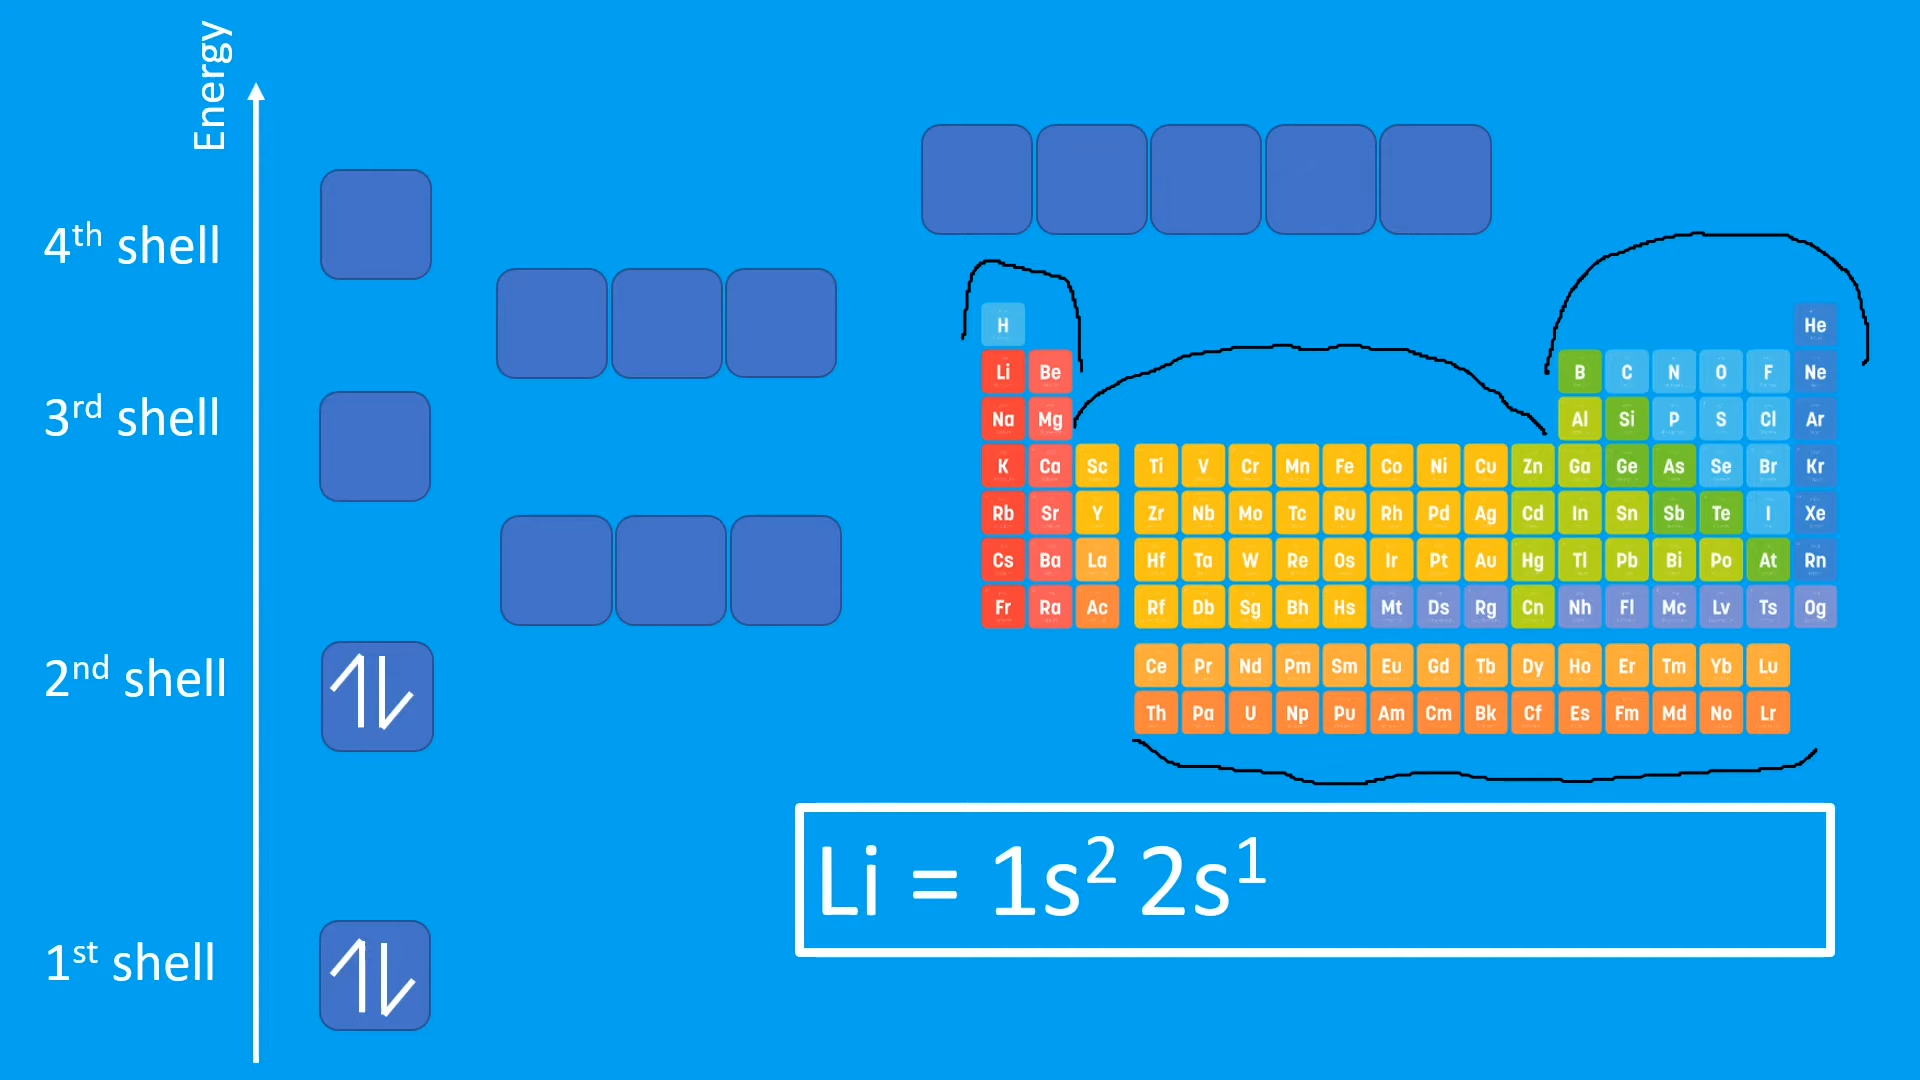 Energy
4th shell
3rd shell
2nd shell
1st shell
H He
Li Be B C N O F Ne
Na Mg Al Si P S Cl Ar
K Ca Sc Ti V Cr Mn Fe Co Ni Cu Zn Ga Ge As Se Br Kr
Rb Sr Y Zr Nb Mo Tc Ru Rh Pd Ag Cd In Sn Sb Te I Xe
Cs Ba La Hf Ta W Re Os Ir Pt Au Hg Tl Pb Bi Po At Rn
Fr Ra Ac Rf Db Sg Bh Hs Mt Ds Rg Cn Nh Fl Mc Lv Ts Og
Ce Pr Nd Pm Sm Eu Gd Tb Dy Ho Er Tm Yb Lu
Th Pa U Np Pu Am Cm Bk Cf Es Fm Md No Lr
Li = 1s² 2s¹